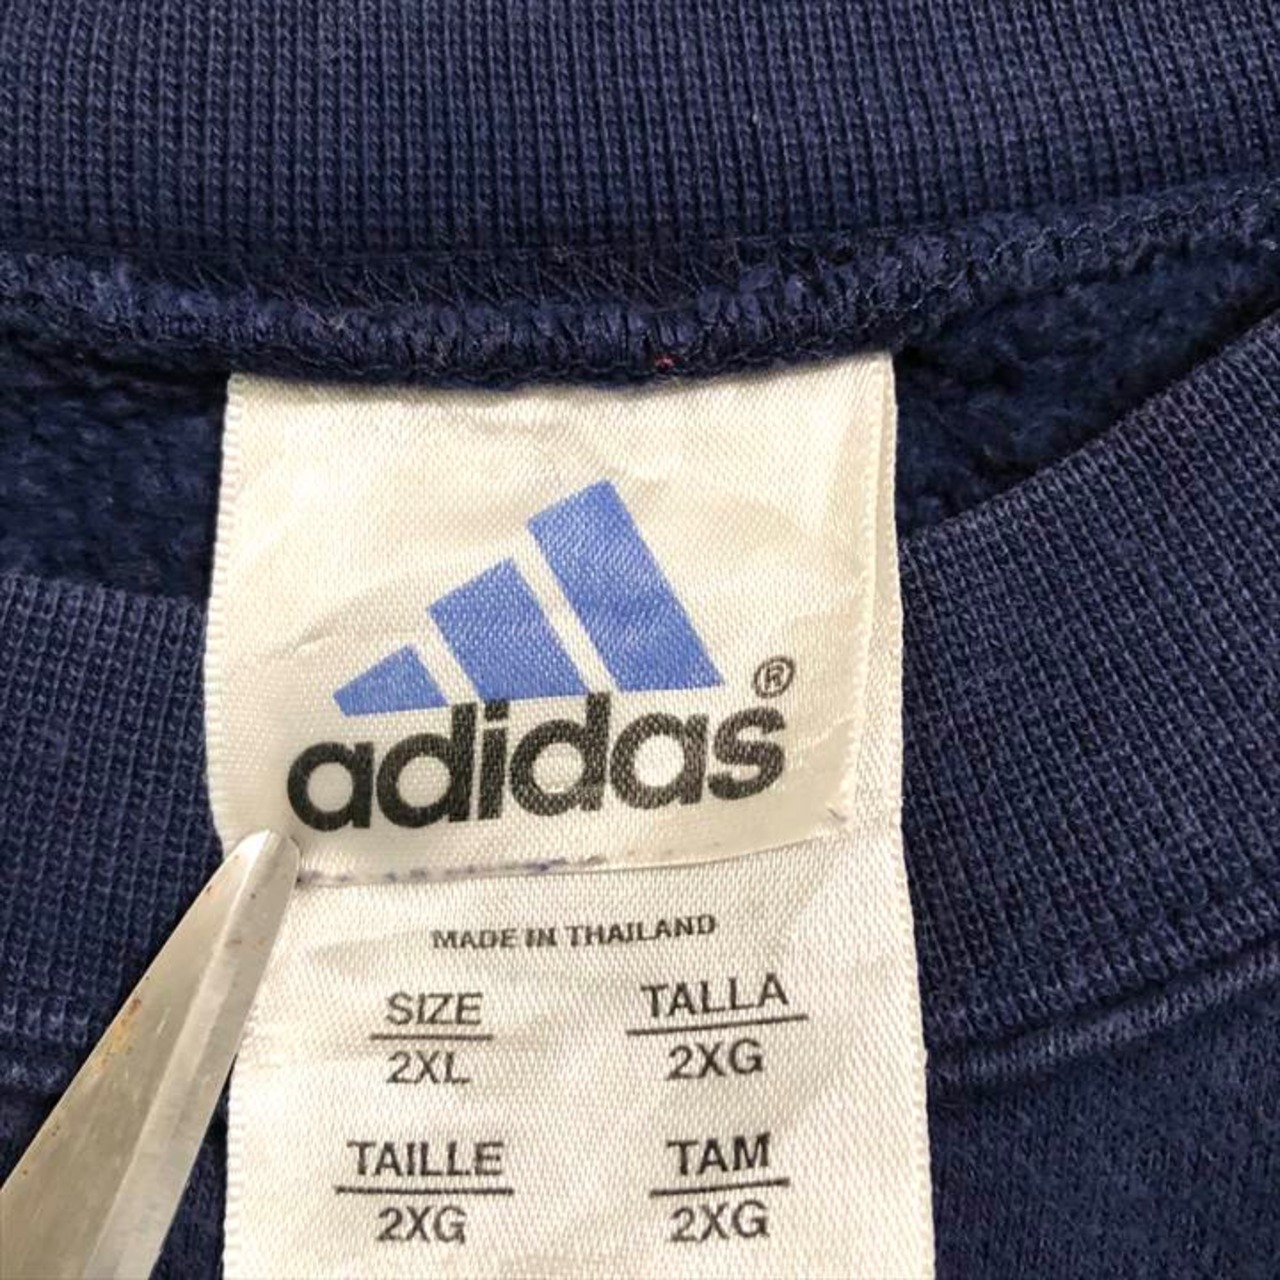 adidas®
MADE IN THAILAND
SIZE TALLA
2XL 2XG
TAILLE TAM
2XG 2XG